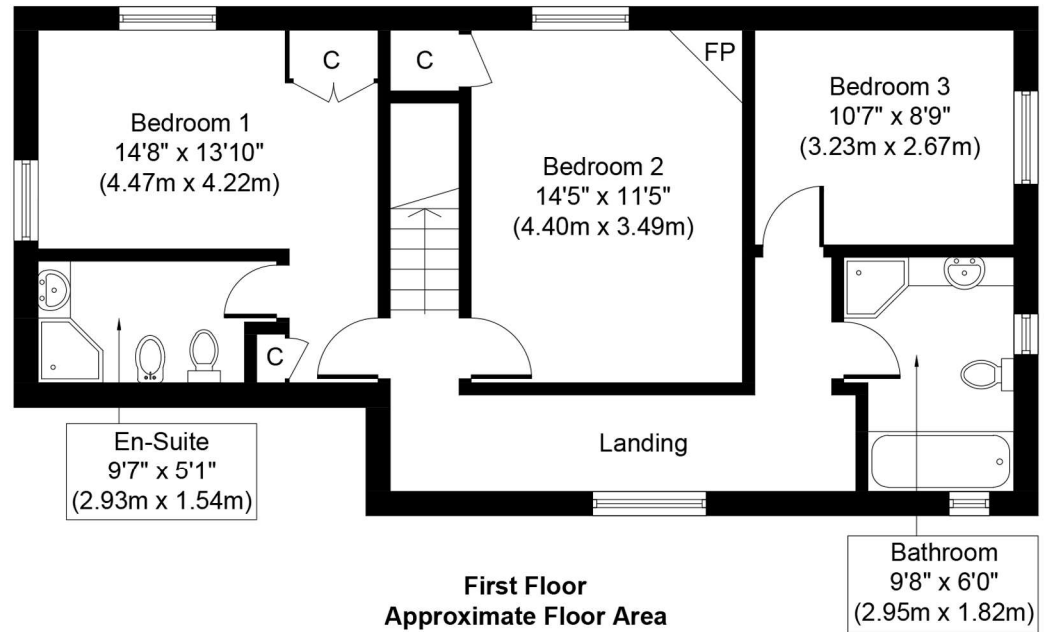 C
C
FP
Bedroom 1
14'8" x 13'10"
(4.47m x 4.22m)
Bedroom 2
14'5" x 11'5"
(4.40m x 3.49m)
Bedroom 3
10'7" x 8'9"
(3.23m x 2.67m)
C
En-Suite
9'7" x 5'1"
(2.93m x 1.54m)
Landing
Bathroom
9'8" x 6'0"
(2.95m x 1.82m)
First Floor
Approximate Floor Area